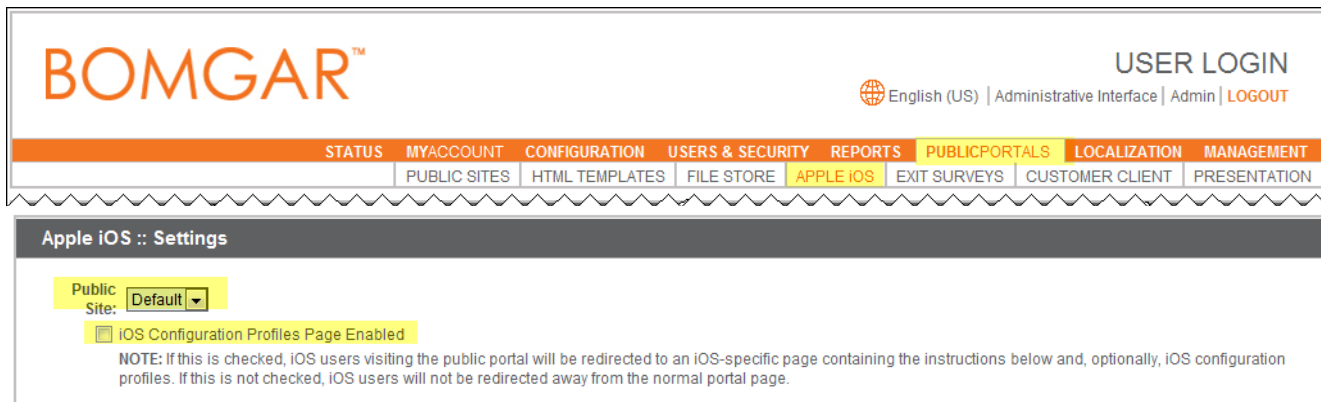 BOMGAR™
USER LOGIN
English (US) | Administrative Interface | Admin | LOGOUT
STATUS MYACCOUNT CONFIGURATION USERS & SECURITY REPORTS PUBLICPORTALS LOCALIZATION MANAGEMENT
PUBLIC SITES | HTML TEMPLATES | FILE STORE | APPLE iOS | EXIT SURVEYS | CUSTOMER CLIENT | PRESENTATION
Apple iOS :: Settings
Public
Site: Default
iOS Configuration Profiles Page Enabled
NOTE: If this is checked, iOS users visiting the public portal will be redirected to an iOS-specific page containing the instructions below and, optionally, iOS configuration
profiles. If this is not checked, iOS users will not be redirected away from the normal portal page.